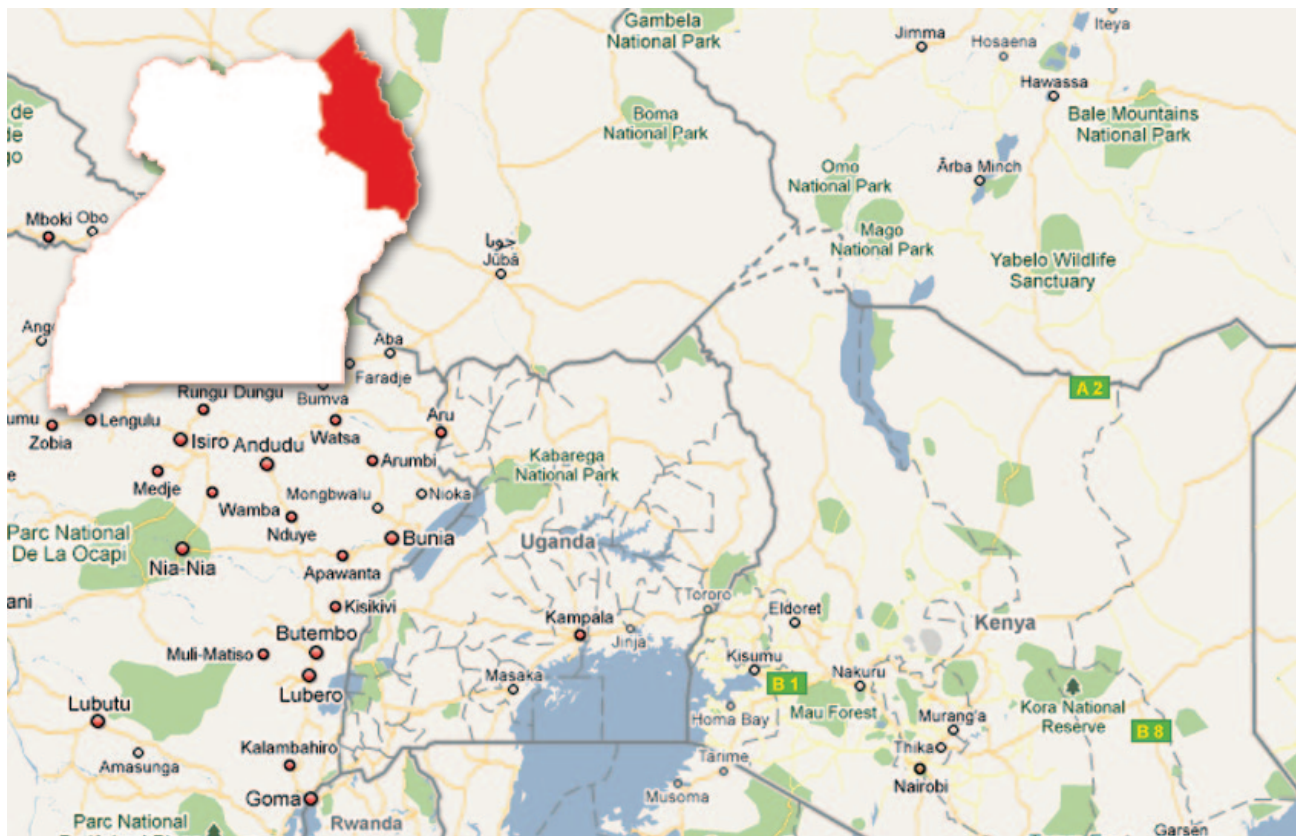 Gambela
National Park
Iteya
Jimma
Hosaena
Hawassa
de
de
go
Boma
National Park
Bale Mountains
National Park
Omo
National Park
Ārba Minch
Mboki
Obo
Mago
National Park
جوبا
Jūbā
Yabelo Wildlife
Sanctuary
Ang
Aba
Faradje
A 2
Rungu
Dungu
Bumva
umu
Zobia
Lengulu
Watsa
Aru
Isiro
Andudu
Arumbi
Kabarega
National Park
e
Medje
Wamba
Mongbwalu
Nioka
Nduye
Parc National
De La Ocapi
Nia-Nia
Bunia
Uganda
Apawanta
ani
Kisikivi
Tororo
Eldoret
Kampala
Jinja
Kenya
Butembo
Muli-Matiso
Lubero
Masaka
Kisumu
B 1
Nakuru
Lubutu
Homa Bay
Mau Forest
Kora National
Reserve
Murang'a
B 8
Kalambahiro
Amasunga
Thika
Tarime
Nairobi
Musoma
Goma
Parc National
Rwanda
Garsen